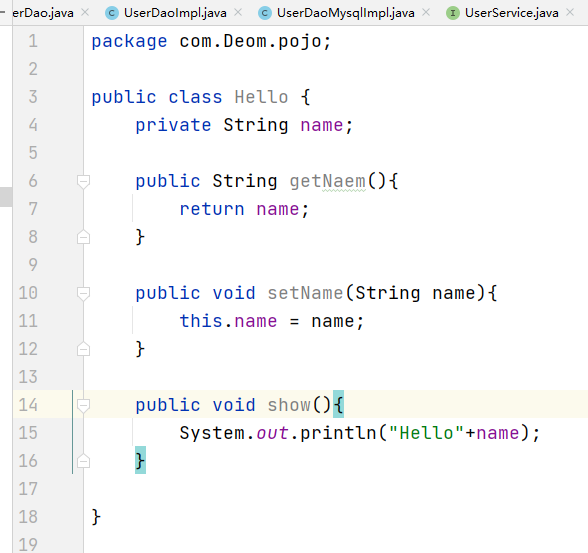 erDao.java × UserDaoImpl.java × UserDaoMysqlImpl.java × UserService.java ×
1 package com.Deom.pojo;
2
3 public class Hello {
4     private String name;
5
6     public String getNaem(){
7         return name;
8     }
9
10     public void setName(String name){
11         this.name = name;
12     }
13
14     public void show(){
15         System.out.println("Hello"+name);
16     }
17
18 }
19